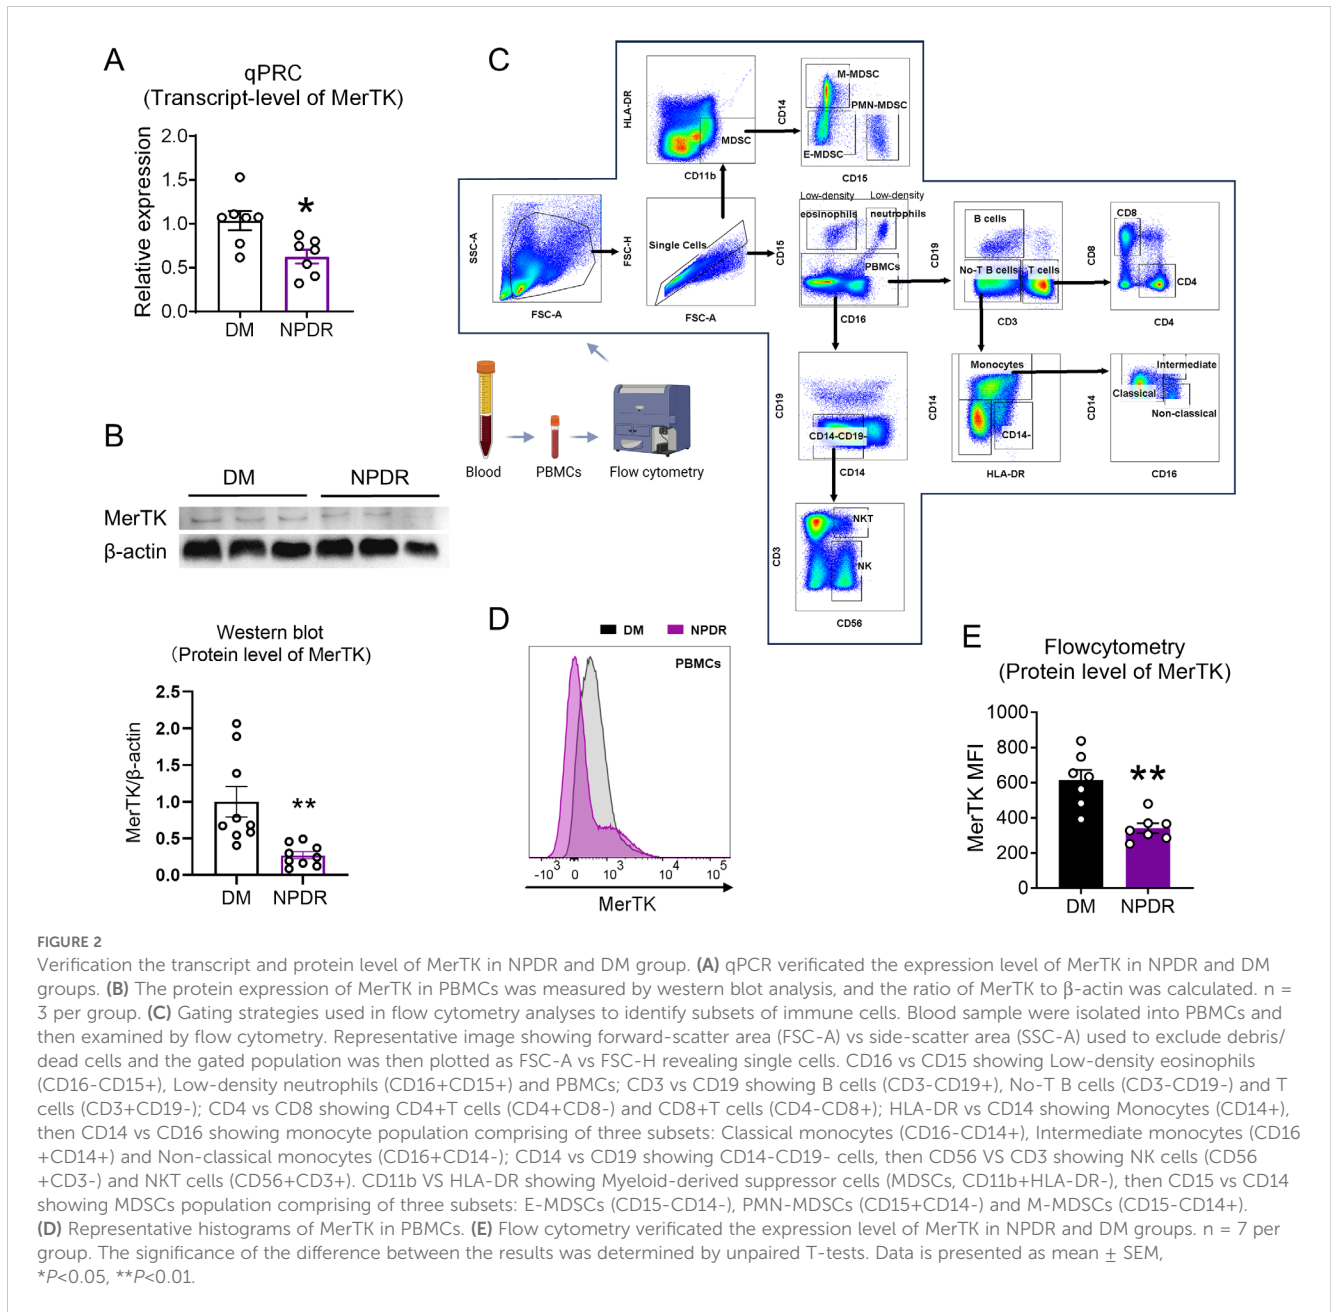 A
qPRC
(Transcript-level of MerTK)
Relative expression
2.0
1.5
1.0
0.5
0.0
*
DM
NPDR
B
DM
NPDR
MerTK
β-actin
Western blot
(Protein level of MerTK)
MerTK/β-actin
2.5
2.0
1.5
1.0
0.5
0.0
**
DM
NPDR
C
HLA-DR
MDSC
CD11b
CD14
M-MDSC
PMN-MDSC
E-MDSC
CD15
SSC-A
FSC-A
FSC-H
Single Cells
FSC-A
CD15
Low-density
eosinophils
Low-density
neutrophils
PBMCs
CD16
CD19
B cells
No-T B cells
T cells
CD3
CD8
CD8
CD4
CD4
CD19
CD14-CD19-
CD14
CD14
Monocytes
CD14-
HLA-DR
CD14
Intermediate
Classical
Non-classical
CD16
CD3
NKT
NK
CD56
Blood
PBMCs
Flow cytometry
D
DM
NPDR
PBMCs
-10³
0
10³
10⁴
10⁵
MerTK
E
Flowcytometry
(Protein level of MerTK)
MerTK MFI
1000
800
600
400
200
0
**
DM
NPDR
FIGURE 2
Verification the transcript and protein level of MerTK in NPDR and DM group. (A) qPCR verificated the expression level of MerTK in NPDR and DM
groups. (B) The protein expression of MerTK in PBMCs was measured by western blot analysis, and the ratio of MerTK to β-actin was calculated. n =
3 per group. (C) Gating strategies used in flow cytometry analyses to identify subsets of immune cells. Blood sample were isolated into PBMCs and
then examined by flow cytometry. Representative image showing forward-scatter area (FSC-A) vs side-scatter area (SSC-A) used to exclude debris/
dead cells and the gated population was then plotted as FSC-A vs FSC-H revealing single cells. CD16 vs CD15 showing Low-density eosinophils
(CD16-CD15+), Low-density neutrophils (CD16+CD15+) and PBMCs; CD3 vs CD19 showing B cells (CD3-CD19+), No-T B cells (CD3-CD19-) and T
cells (CD3+CD19-); CD4 vs CD8 showing CD4+T cells (CD4+CD8-) and CD8+T cells (CD4-CD8+); HLA-DR vs CD14 showing Monocytes (CD14+),
then CD14 vs CD16 showing monocyte population comprising of three subsets: Classical monocytes (CD16-CD14+), Intermediate monocytes (CD16
+CD14+) and Non-classical monocytes (CD16+CD14-); CD14 vs CD19 showing CD14-CD19- cells, then CD56 VS CD3 showing NK cells (CD56
+CD3-) and NKT cells (CD56+CD3+). CD11b VS HLA-DR showing Myeloid-derived suppressor cells (MDSCs, CD11b+HLA-DR-), then CD15 vs CD14
showing MDSCs population comprising of three subsets: E-MDSCs (CD15-CD14-), PMN-MDSCs (CD15+CD14-) and M-MDSCs (CD15-CD14+).
(D) Representative histograms of MerTK in PBMCs. (E) Flow cytometry verificated the expression level of MerTK in NPDR and DM groups. n = 7 per
group. The significance of the difference between the results was determined by unpaired T-tests. Data is presented as mean ± SEM,
*P<0.05, **P<0.01.